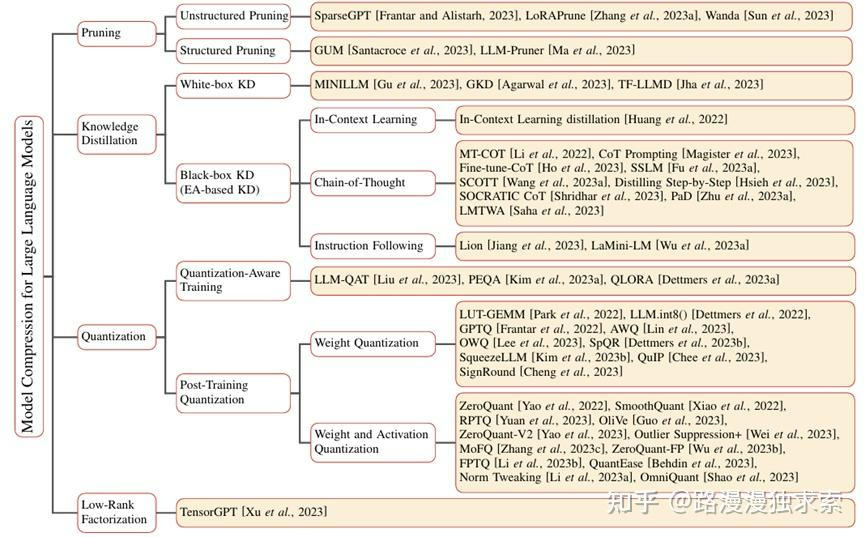 Model Compression for Large Language Models
Pruning
Unstructured Pruning
SparseGPT [Frantar and Alistarh, 2023], LoRAPrune [Zhang et al., 2023a], Wanda [Sun et al., 2023]
Structured Pruning
GUM [Santacroce et al., 2023], LLM-Pruner [Ma et al., 2023]
Knowledge
Distillation
White-box KD
MINILLM [Gu et al., 2023], GKD [Agarwal et al., 2023], TF-LLMD [Jha et al., 2023]
Black-box KD
(EA-based KD)
In-Context Learning
In-Context Learning distillation [Huang et al., 2022]
Chain-of-Thought
MT-COT [Li et al., 2022], CoT Prompting [Magister et al., 2023],
Fine-tune-CoT [Ho et al., 2023], SSLM [Fu et al., 2023a],
SCOTT [Wang et al., 2023a], Distilling Step-by-Step [Hsieh et al., 2023],
SOCRATIC CoT [Shridhar et al., 2023], PaD [Zhu et al., 2023a],
LMTWA [Saha et al., 2023]
Instruction Following
Lion [Jiang et al., 2023], LaMini-LM [Wu et al., 2023a]
Quantization
Quantization-Aware
Training
LLM-QAT [Liu et al., 2023], PEQA [Kim et al., 2023a], QLORA [Dettmers et al., 2023a]
Post-Training
Quantization
Weight Quantization
LUT-GEMM [Park et al., 2022], LLM.int8() [Dettmers et al., 2022],
GPTQ [Frantar et al., 2022], AWQ [Lin et al., 2023],
OWQ [Lee et al., 2023], SpQR [Dettmers et al., 2023b],
SqueezeLLM [Kim et al., 2023b], QuIP [Chee et al., 2023],
SignRound [Cheng et al., 2023]
Weight and Activation
Quantization
ZeroQuant [Yao et al., 2022], SmoothQuant [Xiao et al., 2022],
RPTQ [Yuan et al., 2023], OliVe [Guo et al., 2023],
ZeroQuant-V2 [Yao et al., 2023], Outlier Suppression+ [Wei et al., 2023],
MoFQ [Zhang et al., 2023c], ZeroQuant-FP [Wu et al., 2023b],
FPTQ [Li et al., 2023b], QuantEase [Behdin et al., 2023],
Norm Tweaking [Li et al., 2023a], OmniQuant [Shao et al., 2023]
Low-Rank
Factorization
TensorGPT [Xu et al., 2023]
知乎 @路漫漫独求索